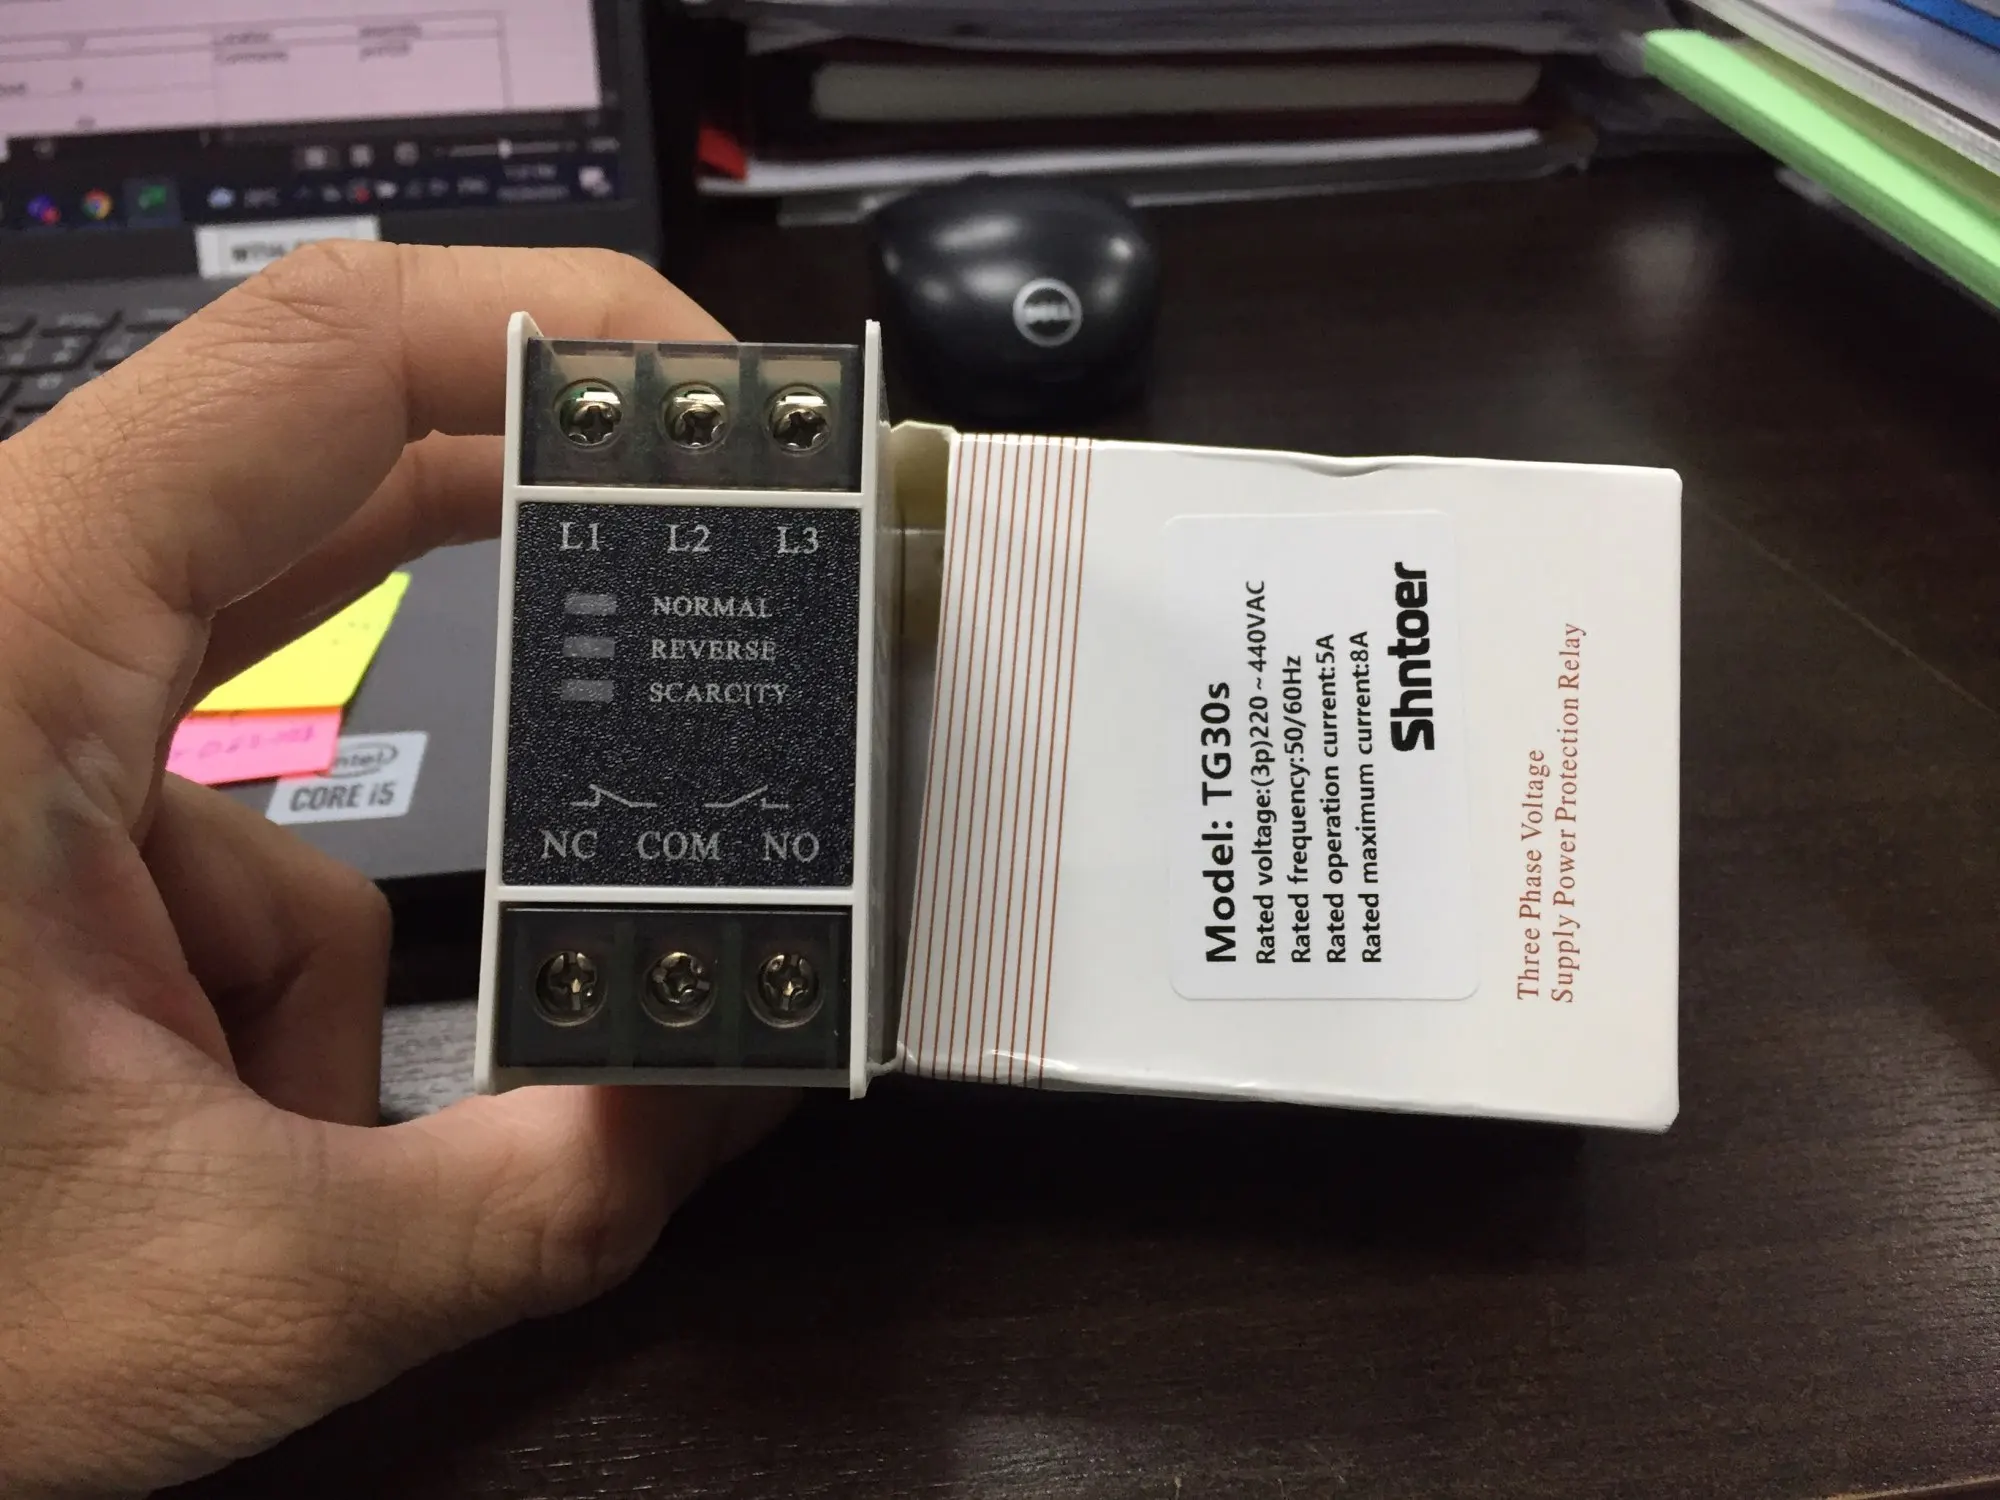 L1 L2 L3
NORMAL
REVERSE
SCARCITY
NC COM NO
Model: TG30s
Rated voltage:(3p)220~440VAC
Rated frequency:50/60Hz
Rated operation current:5A
Rated maximum current:8A
Shntoer
Three Phase Voltage
Supply Power Protection Relay
DELL
intel
CORE i5